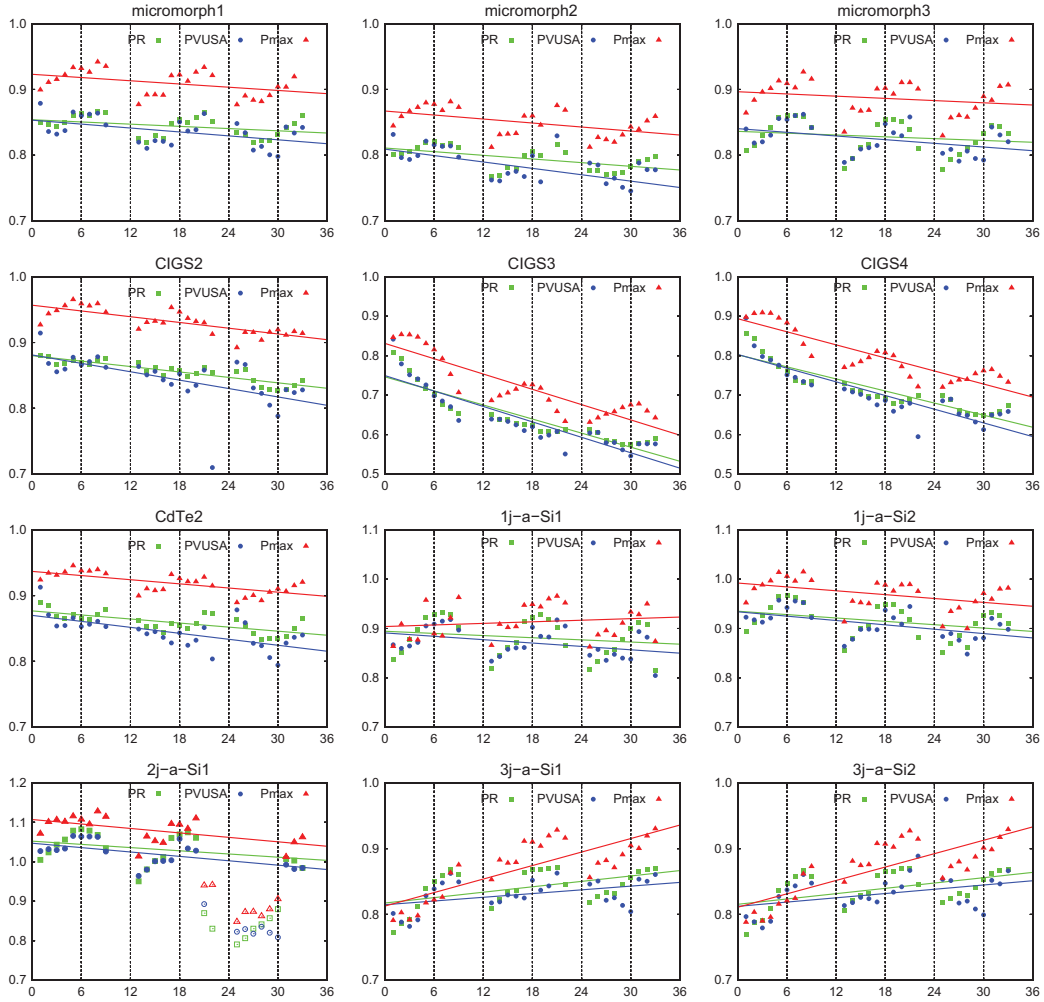 micromorph1 micromorph2 micromorph3
1.0 1.0 1.0
PR PVUSA Pmax PR PVUSA Pmax PR PVUSA Pmax
0.9 0.9 0.9
0.8 0.8 0.8
0.7 0.7 0.7
0 6 12 18 24 30 36 0 6 12 18 24 30 36 0 6 12 18 24 30 36
CIGS2 CIGS3 CIGS4
1.0 1.0 1.0
PR PVUSA Pmax PR PVUSA Pmax PR PVUSA Pmax
0.9 0.9 0.9
0.8 0.8 0.8
0.7 0.7
0.6 0.6
0.7 0.5 0.5
0 6 12 18 24 30 36 0 6 12 18 24 30 36 0 6 12 18 24 30 36
CdTe2 1j-a-Si1 1j-a-Si2
1.0 1.1 1.1
PR PVUSA Pmax PR PVUSA Pmax PR PVUSA Pmax
1.0 1.0
0.9 0.9 0.9
0.8 0.8 0.8
0.7 0.7 0.7
0 6 12 18 24 30 36 0 6 12 18 24 30 36 0 6 12 18 24 30 36
2j-a-Si1 3j-a-Si1 3j-a-Si2
1.2 1.0 1.0
PR PVUSA Pmax PR PVUSA Pmax PR PVUSA Pmax
1.1
0.9 0.9
1.0
0.9
0.8 0.8
0.8
0.7 0.7 0.7
0 6 12 18 24 30 36 0 6 12 18 24 30 36 0 6 12 18 24 30 36